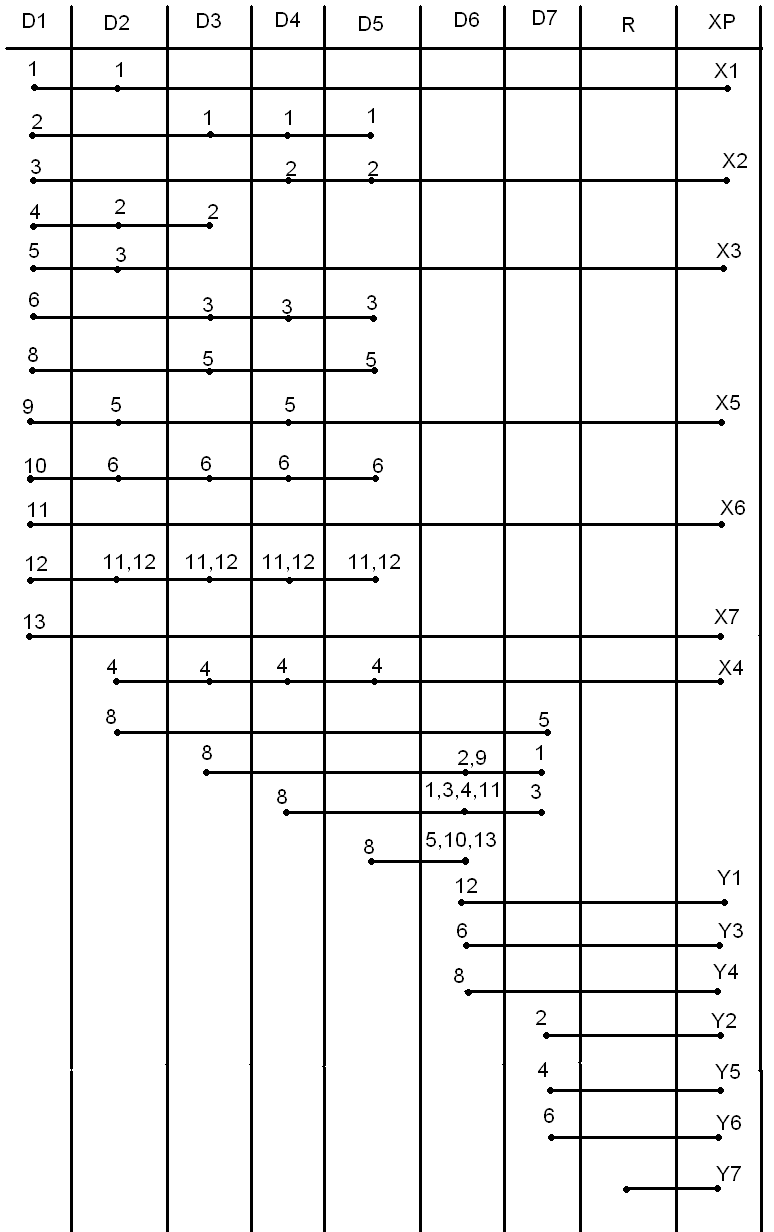 D1 D2 D3 D4 D5 D6 D7 R XP
1 1 X1
2 1 1 1
3 2 2 X2
4 2 2
5 3 X3
6 3 3 3
8 5 5
9 5 5 X5
10 6 6 6 6
11 X6
12 11,12 11,12 11,12 11,12
13 X7
4 4 4 4 X4
8 5
8 2,9 1
8 1,3,4,11 3
8 5,10,13
12 Y1
6 Y3
8 Y4
2 Y2
4 Y5
6 Y6
Y7